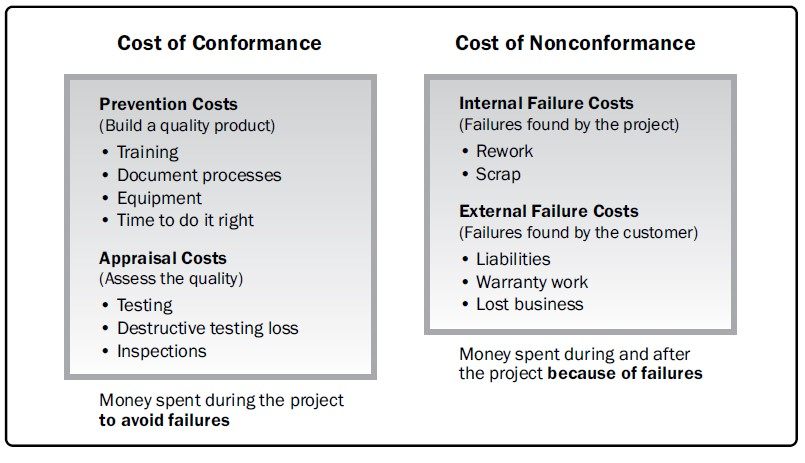 Cost of Conformance
Prevention Costs
(Build a quality product)
• Training
• Document processes
• Equipment
• Time to do it right
Appraisal Costs
(Assess the quality)
• Testing
• Destructive testing loss
• Inspections
Money spent during the project
to avoid failures
Cost of Nonconformance
Internal Failure Costs
(Failures found by the project)
• Rework
• Scrap
External Failure Costs
(Failures found by the customer)
• Liabilities
• Warranty work
• Lost business
Money spent during and after
the project because of failures